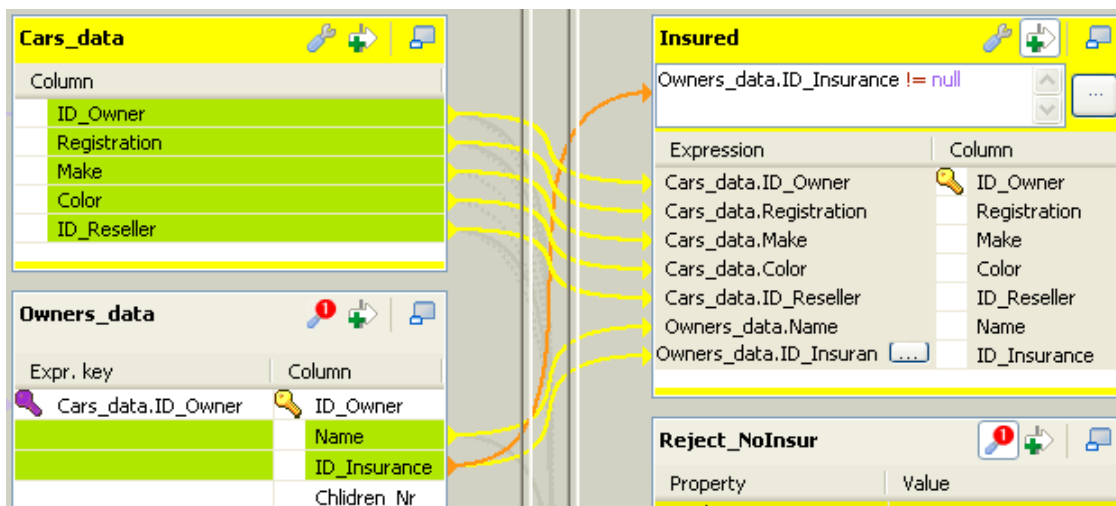 Cars_data
Column
ID_Owner
Registration
Make
Color
ID_Reseller
Owners_data
1
Expr. key Column
Cars_data.ID_Owner ID_Owner
Name
ID_Insurance
Chlidren_Nr
Insured
Owners_data.ID_Insurance != null
...
Expression Column
Cars_data.ID_Owner ID_Owner
Cars_data.Registration Registration
Cars_data.Make Make
Cars_data.Color Color
Cars_data.ID_Reseller ID_Reseller
Owners_data.Name Name
Owners_data.ID_Insuran ... ID_Insurance
Reject_NoInsur
1
Property Value